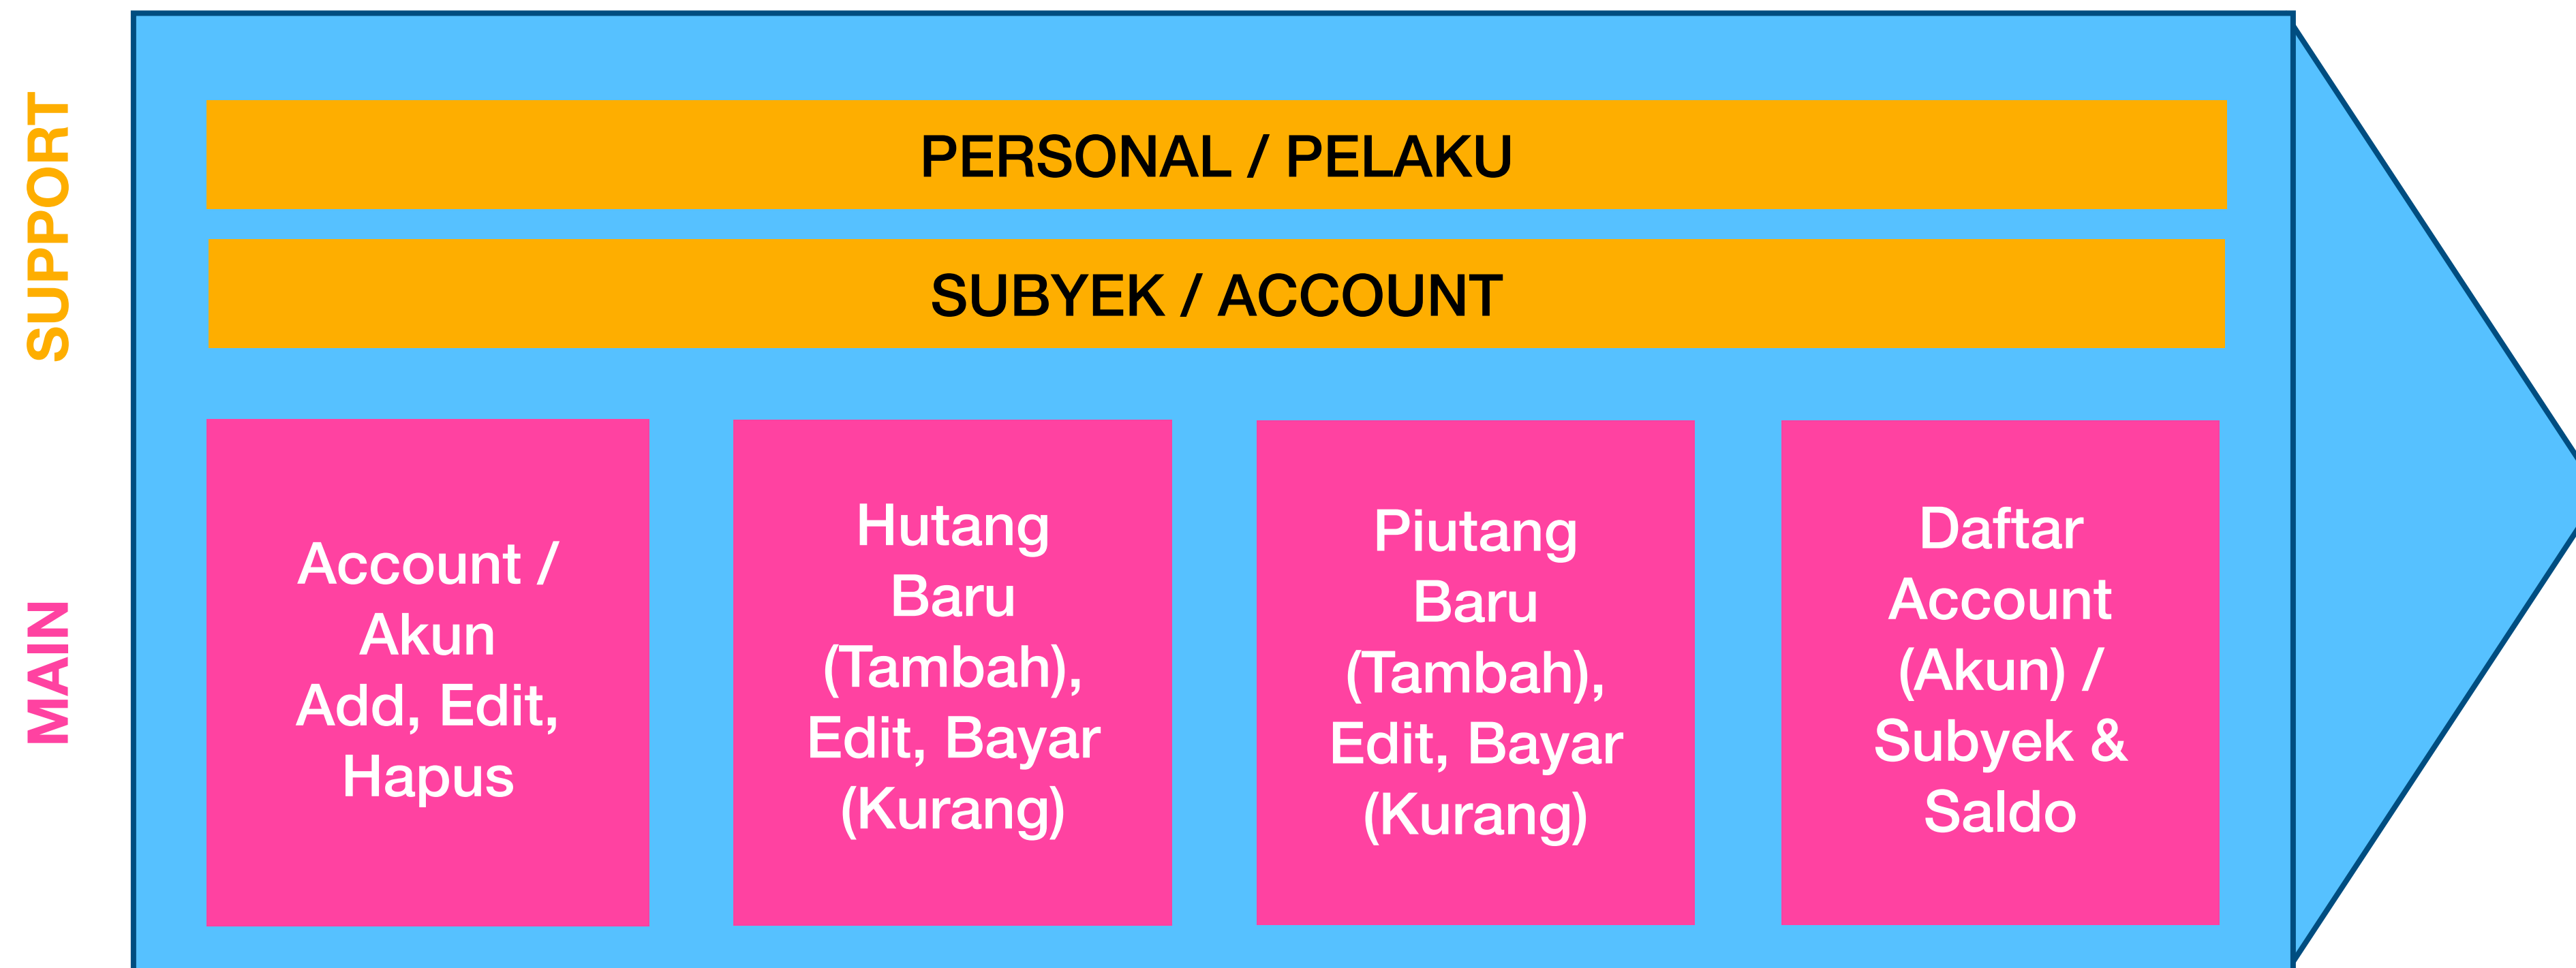 SUPPORT
PERSONAL / PELAKU
SUBYEK / ACCOUNT
MAIN
Account /
Akun
Add, Edit,
Hapus
Hutang
Baru
(Tambah),
Edit, Bayar
(Kurang)
Piutang
Baru
(Tambah),
Edit, Bayar
(Kurang)
Daftar
Account
(Akun) /
Subyek &
Saldo